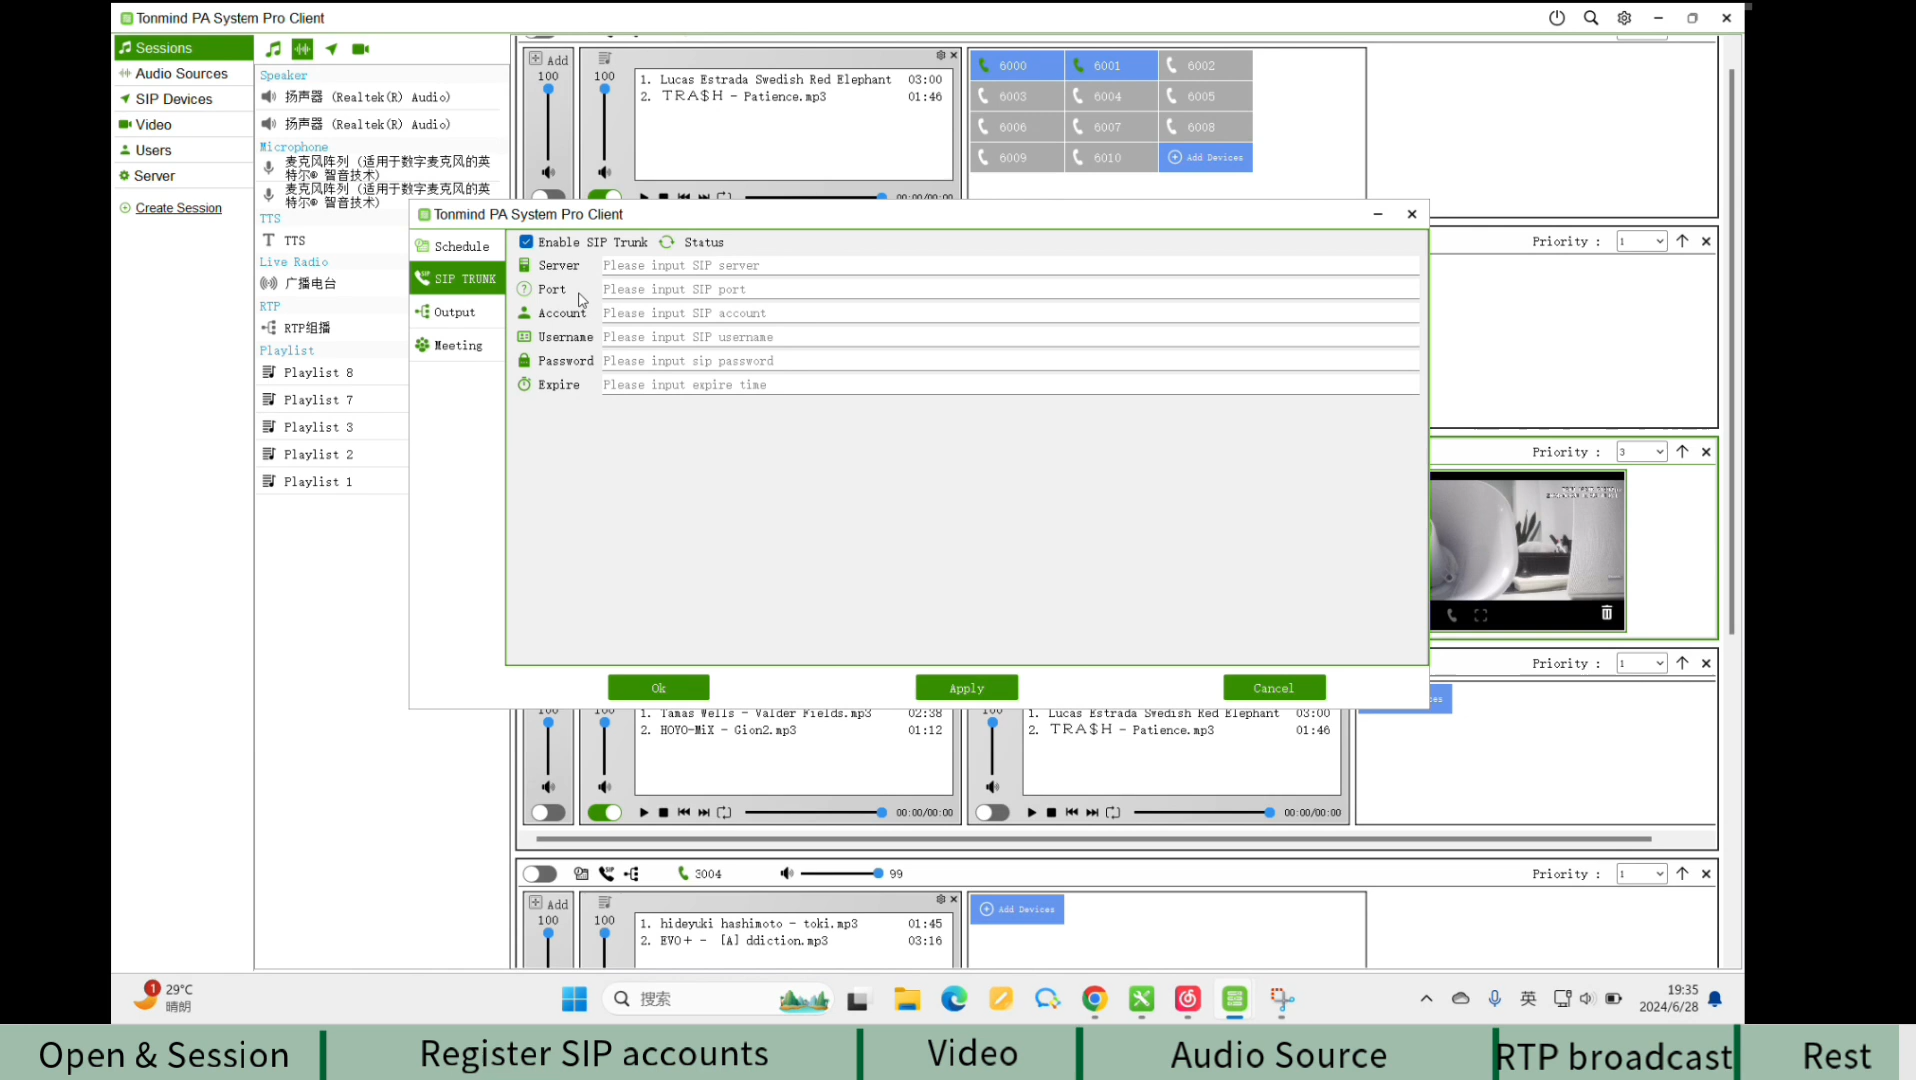 Tonmind PA System Pro Client
Sessions
Audio Sources
SIP Devices
Video
Users
Server
Create Session
Speaker
扬声器 (Realtek(R) Audio)
扬声器 (Realtek(R) Audio)
Microphone
麦克风阵列 (适用于数字麦克风的英
特尔® 智音技术)
麦克风阵列 (适用于数字麦克风的英
特尔® 智音技术)
TTS
TTS
Live Radio
广播电台
RTP
RTP组播
Playlist
Playlist 8
Playlist 7
Playlist 3
Playlist 2
Playlist 1
Add
100
100
1. Lucas Estrada Swedish Red Elephant 03:00
2. TRA$H - Patience.mp3 01:46
00:00/00:00
6000 6001 6002
6003 6004 6005
6006 6007 6008
6009 6010 Add Devices
Priority : 1
Priority : 3
Priority : 1
Tonmind PA System Pro Client
Schedule
SIP TRUNK
Output
Meeting
Enable SIP Trunk Status
Server Please input SIP server
Port Please input SIP port
Account Please input SIP account
Username Please input SIP username
Password Please input sip password
Expire Please input expire time
Ok Apply Cancel
100 100
1. Tamas Wells - Valder Fields.mp3 02:38
2. HOYO-MiX - Gion2.mp3 01:12
00:00/00:00
100
1. Lucas Estrada Swedish Red Elephant 03:00
2. TRA$H - Patience.mp3 01:46
00:00/00:00
3004 99 Priority : 1
Add
100
100
1. hideyuki hashimoto - toki.mp3 01:45
2. EVO+ - [A] ddiction.mp3 03:16
Add Devices
1
29°C
晴朗
搜索
英
19:35
2024/6/28
Open & Session Register SIP accounts Video Audio Source RTP broadcast Rest